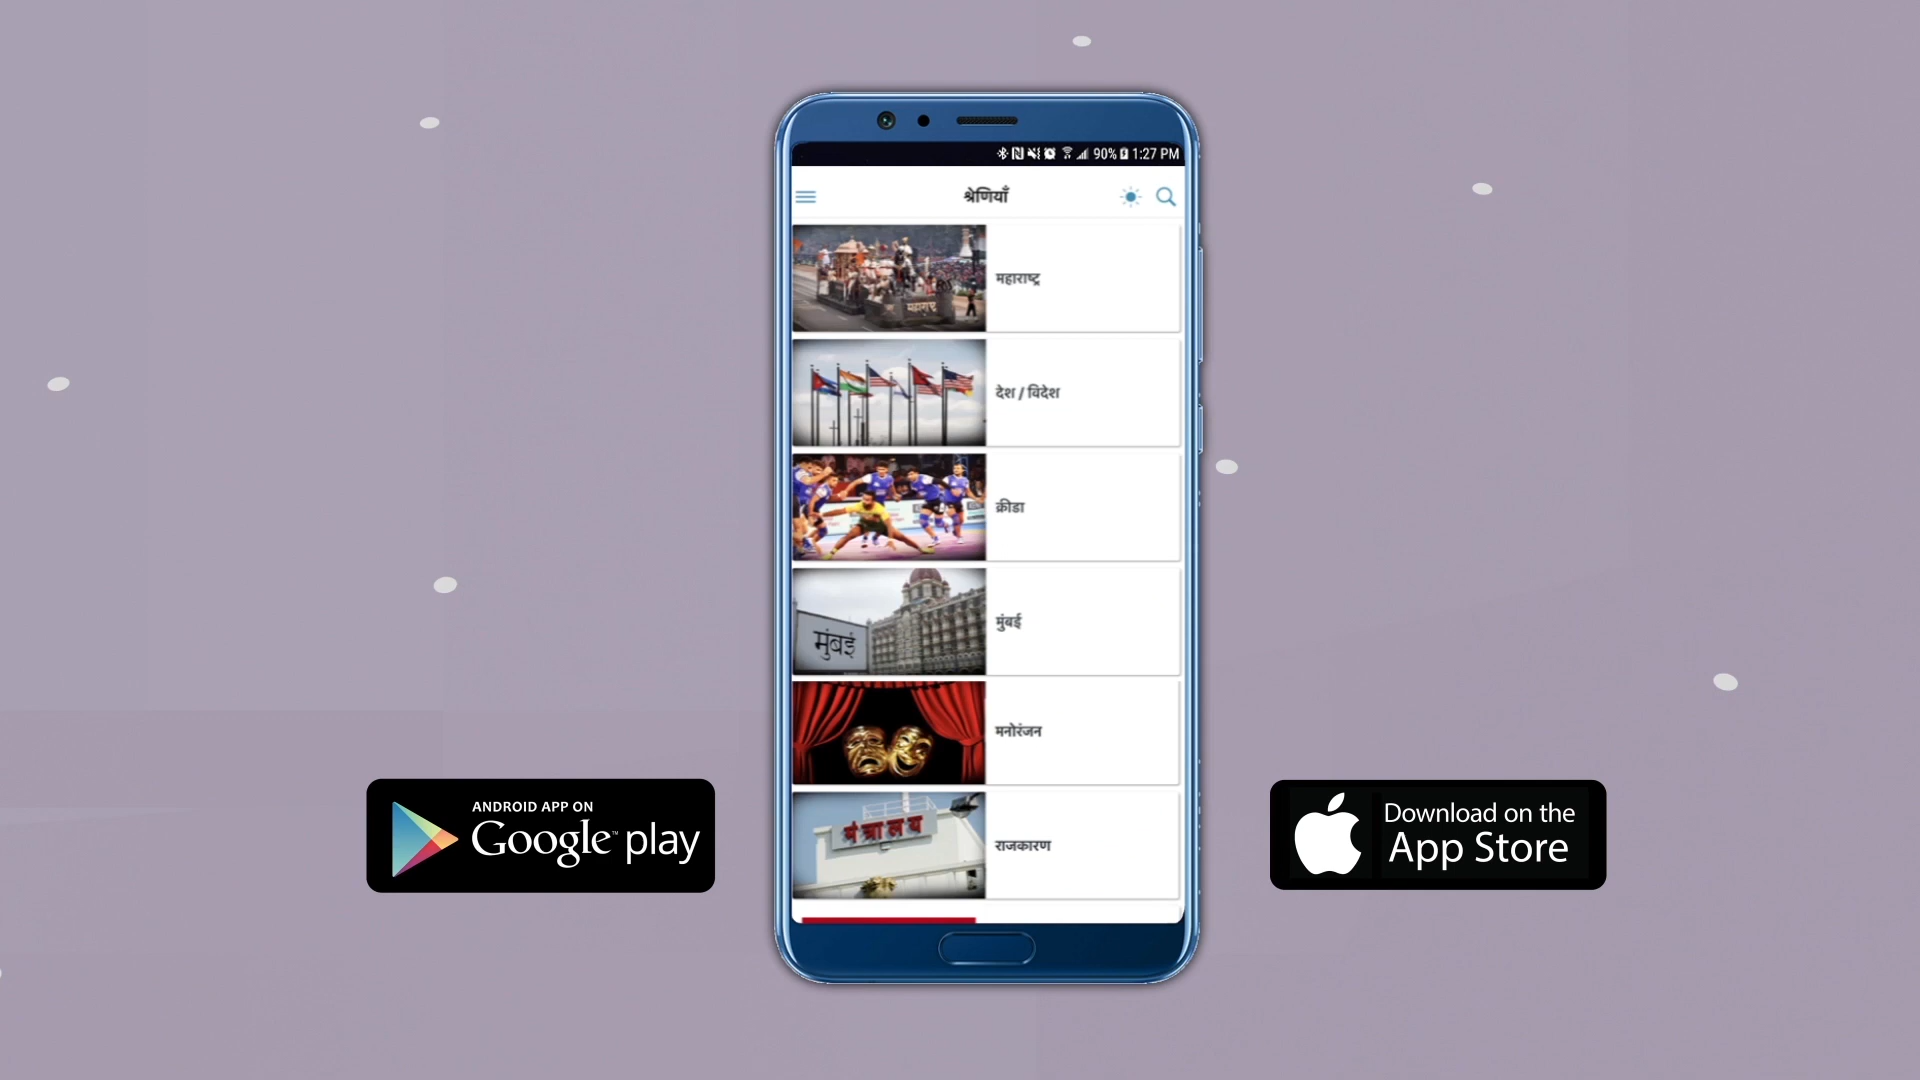 90% 1:27 PM
श्रेणियाँ
महाराष्ट्र
देश / विदेश
क्रीडा
मुंबई
मुंबई
मनोरंजन
मंत्रालय
राजकारण
ANDROID APP ON
Google™ play
Download on the
App Store